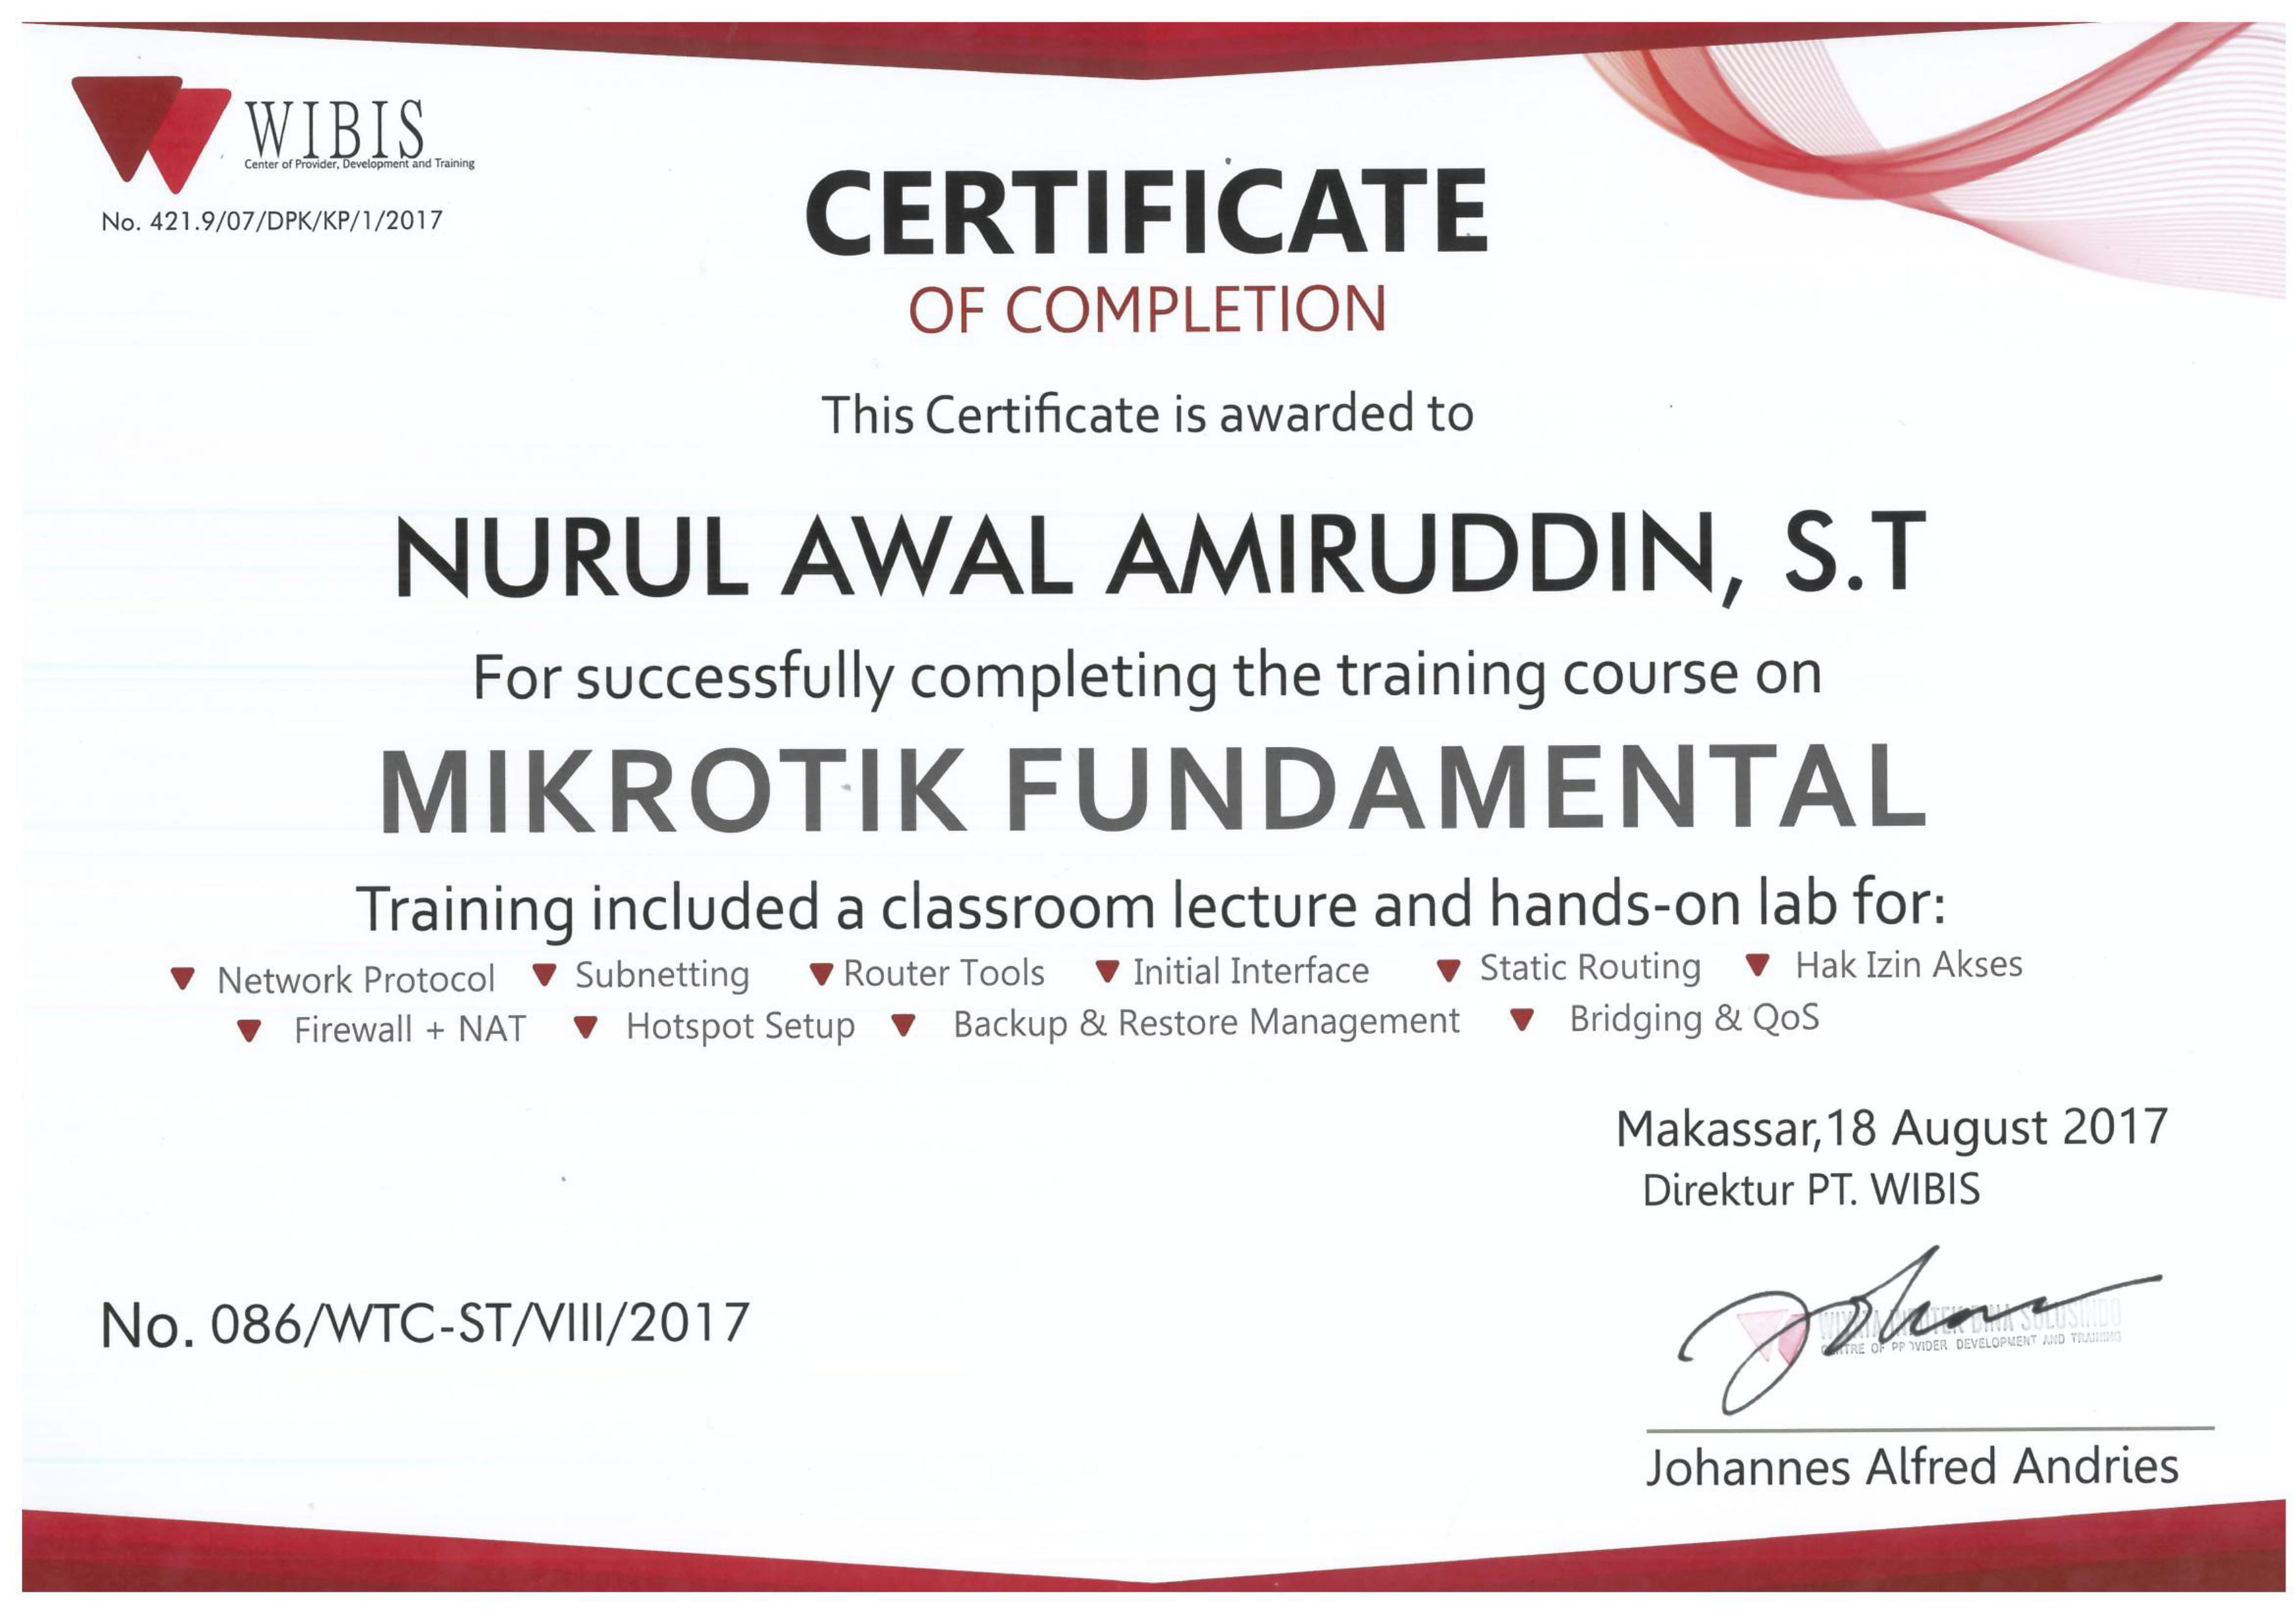 WIBIS
Center of Provider, Development and Training
No. 421.9/07/DPK/KP/1/2017
CERTIFICATE
OF COMPLETION
This Certificate is awarded to
NURUL AWAL AMIRUDDIN, S.T
For successfully completing the training course on
MIKROTIK FUNDAMENTAL
Training included a classroom lecture and hands-on lab for:
Network Protocol Subnetting Router Tools Initial Interface Static Routing Hak Izin Akses
Firewall + NAT Hotspot Setup Backup & Restore Management Bridging & QoS
Makassar,18 August 2017
Direktur PT. WIBIS
No. 086/WTC-ST/VIII/2017
BINA SOLUSINDO
OF PROVIDER DEVELOPMENT AND TRAINING
Johannes Alfred Andries